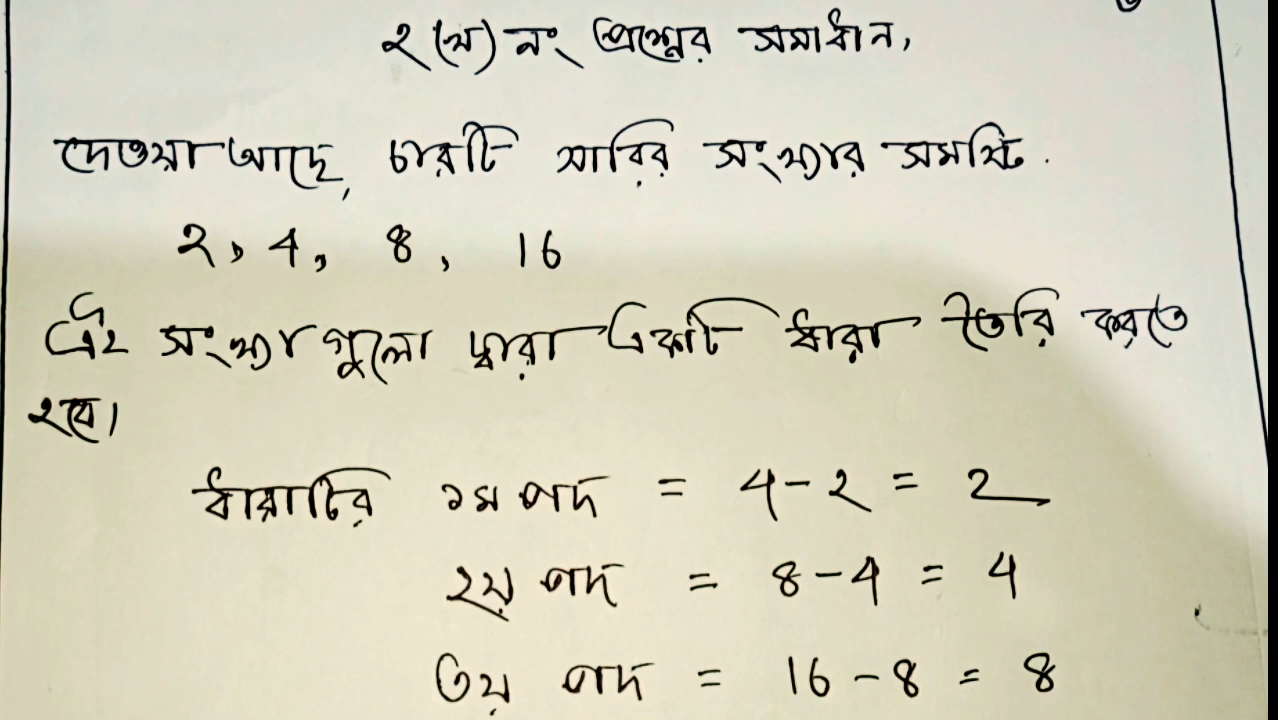 ২(খ) নং প্রশ্নের সমাধান,
দেওয়া আছে, চারটি সারির সংখ্যার সমষ্টি.
২, 4, 8, 16
এই সংখ্যা গুলো দ্বারা একটি ধারা তৈরি করতে
হবে।
ধারাটির ১ম পদ = 4 - ২ = 2
২য় পদ = 8 - 4 = 4
৩য় পদ = 16 - 8 = 8